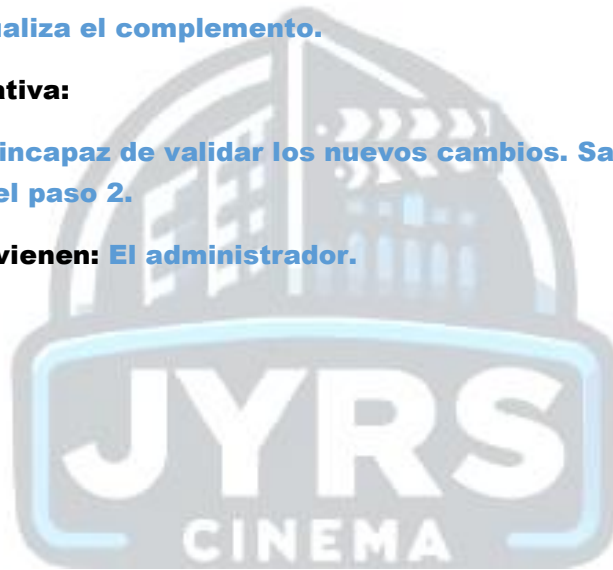 ualiza el complemento.
ativa:
incapaz de validar los nuevos cambios. Sa
el paso 2.
vienen: El administrador.
JYRS
CINEMA